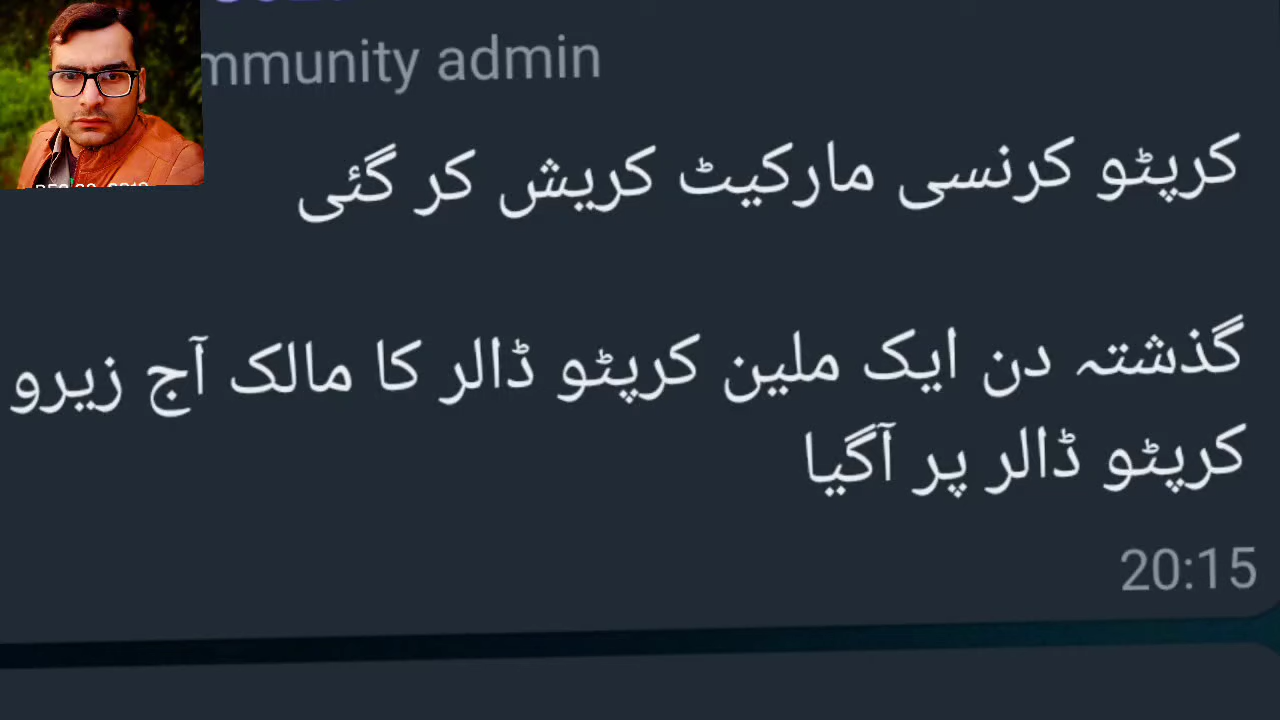 mmunity admin
کرپٹو کرنسی مارکیٹ کریش کر گئی
گذشتہ دن ایک ملین کرپٹو ڈالر کا مالک آج زیرو
کرپٹو ڈالر پر آگیا
20:15